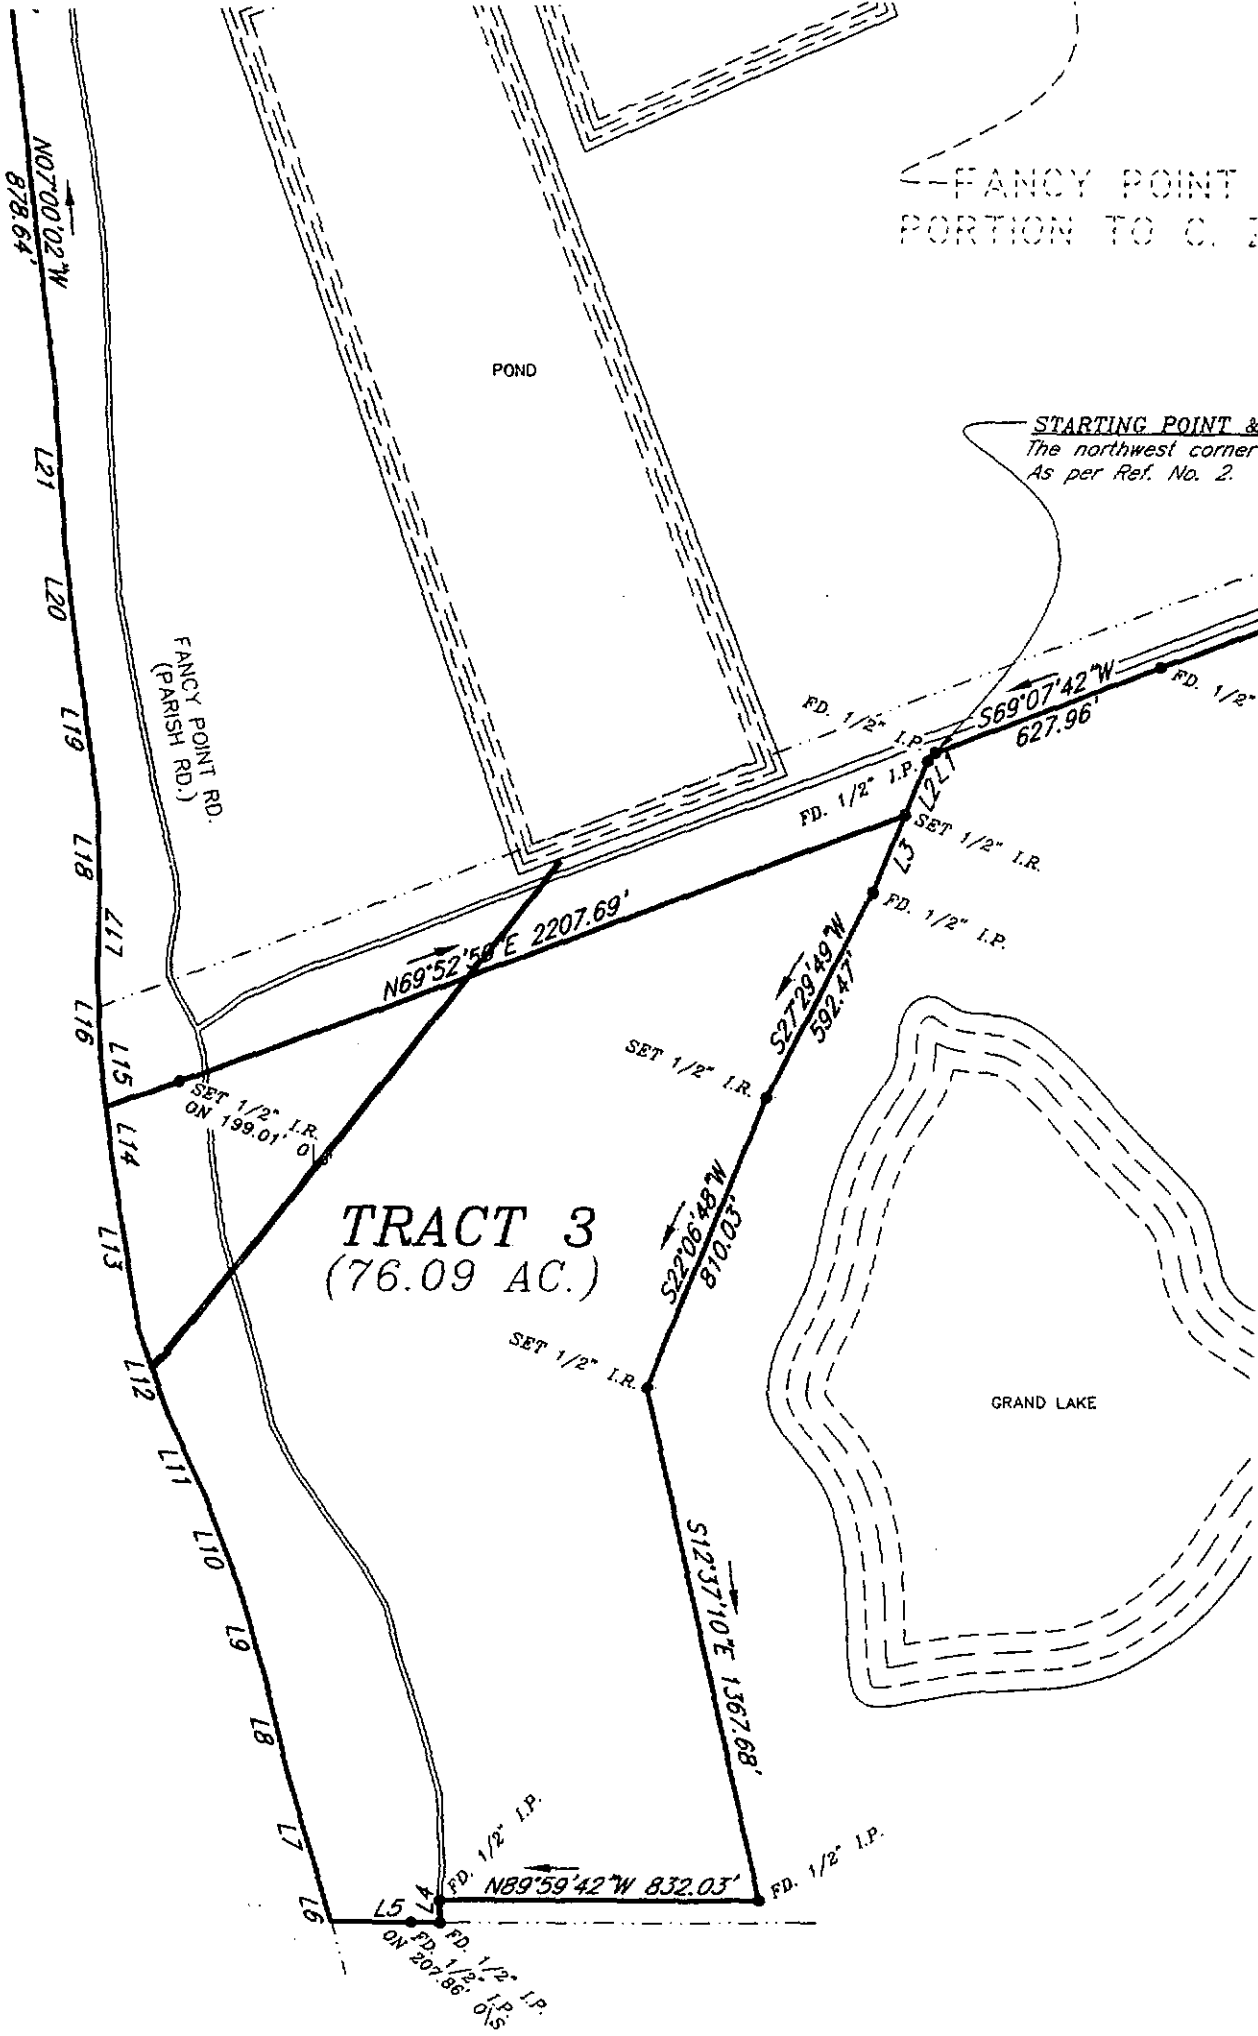 N07°00'02"W
878.64'
FANCY POINT
PORTION TO C.
POND
STARTING POINT &
The northwest corner
As per Ref. No. 2.
L21
L20
FANCY POINT RD.
(PARISH RD.)
L19
L18
L17
L16
L15
L14
L13
L12
L11
L10
L9
L8
L7
L6
FD. 1/2" I.P.
S69°07'42"W
627.96'
FD. 1/2"
FD. 1/2" I.P.
L2
L1
SET 1/2" I.R.
L3
FD. 1/2" I.P.
N69°52'50"E 2207.69'
S27°29'49"W
592.47'
SET 1/2" I.R.
SET 1/2" I.R.
ON 199.01' O\S
TRACT 3
(76.09 AC.)
S22°06'48"W
810.03'
SET 1/2" I.R.
GRAND LAKE
S12°37'10"E 1367.68'
FD. 1/2" I.P.
N89°59'42"W 832.03'
FD. 1/2" I.P.
L4
L5
FD. 1/2" I.P.
FD. 1/2" I.P.
ON 207.86' O\S